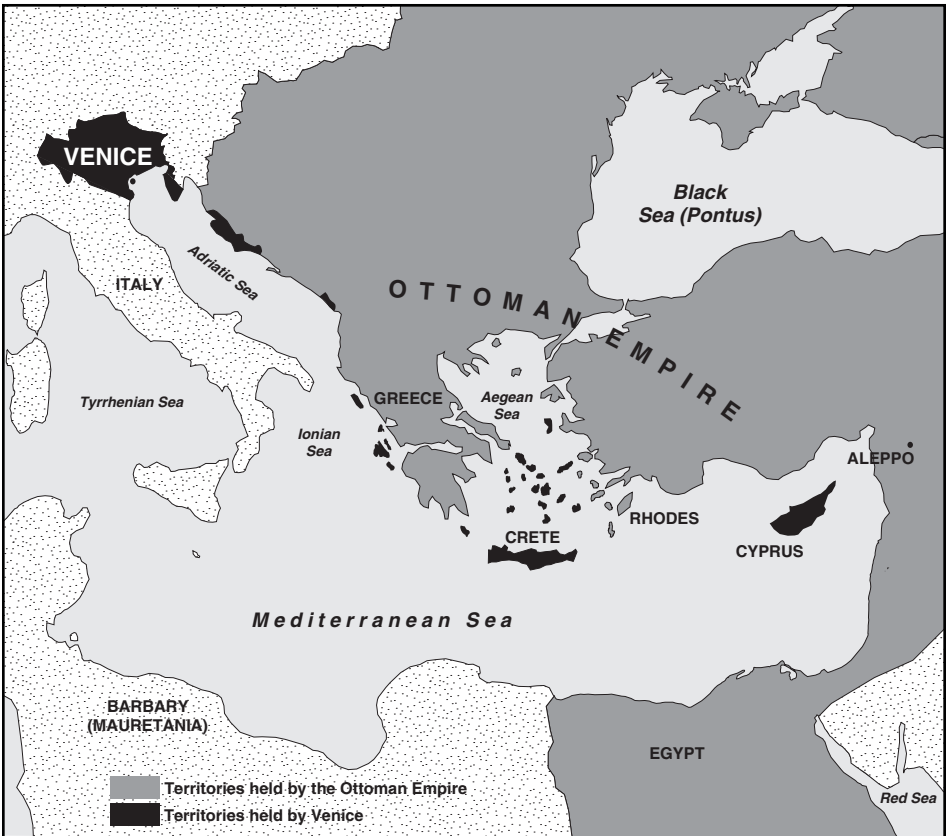 VENICE
Black
Sea (Pontus)
Adriatic Sea
ITALY
OTTOMAN EMPIRE
Tyrrhenian Sea
GREECE
Aegean
Sea
Ionian
Sea
ALEPPO
RHODES
CRETE
CYPRUS
Mediterranean Sea
BARBARY
(MAURETANIA)
EGYPT
Territories held by the Ottoman Empire
Territories held by Venice
Red Sea